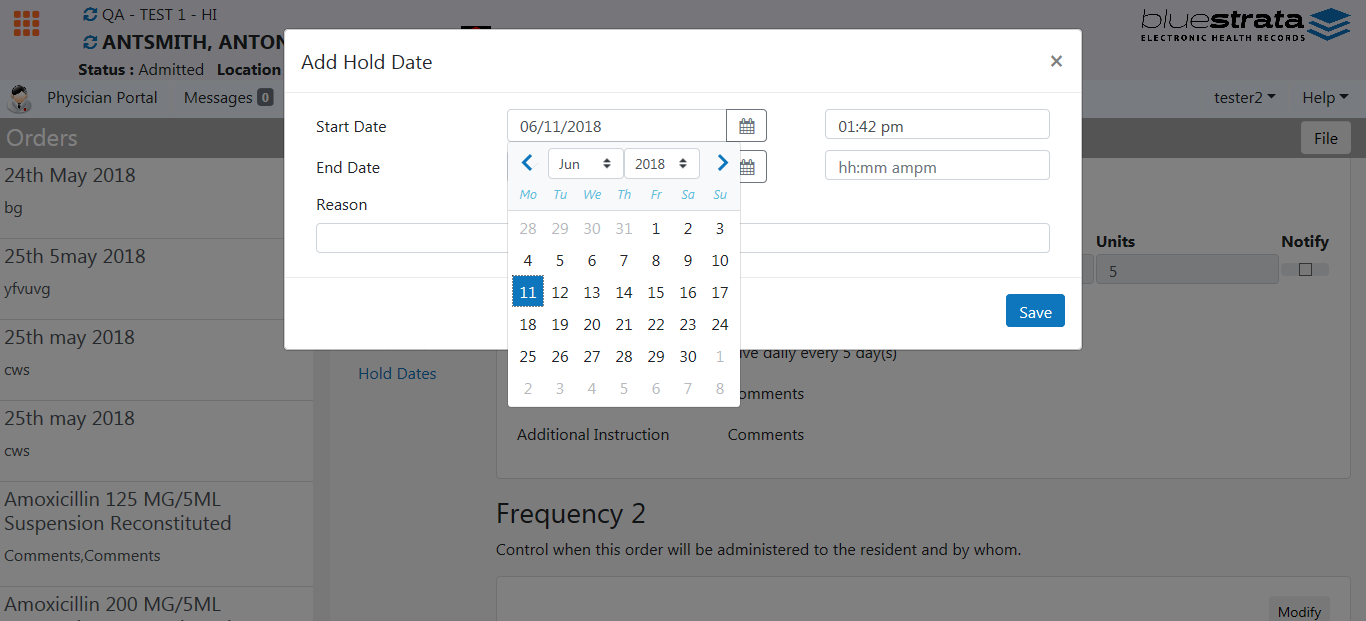 QA - TEST 1 - HI
ANTSMITH, ANTON
Status : Admitted Location
bluestrata
ELECTRONIC HEALTH RECORDS
Physician Portal Messages 0
tester2 Help
Orders
File
24th May 2018
bg
25th 5may 2018
yfvuvg
25th may 2018
cws
25th may 2018
cws
Amoxicillin 125 MG/5ML
Suspension Reconstituted
Comments,Comments
Amoxicillin 200 MG/5ML
Add Hold Date
×
Start Date 06/11/2018 01:42 pm
End Date hh:mm ampm
Reason
Jun 2018
Mo Tu We Th Fr Sa Su
28 29 30 31 1 2 3
4 5 6 7 8 9 10
11 12 13 14 15 16 17
18 19 20 21 22 23 24
25 26 27 28 29 30 1
2 3 4 5 6 7 8
Save
Units Notify
5
Hold Dates
daily every 5 day(s)
Additional Instruction Comments
Frequency 2
Control when this order will be administered to the resident and by whom.
Modify